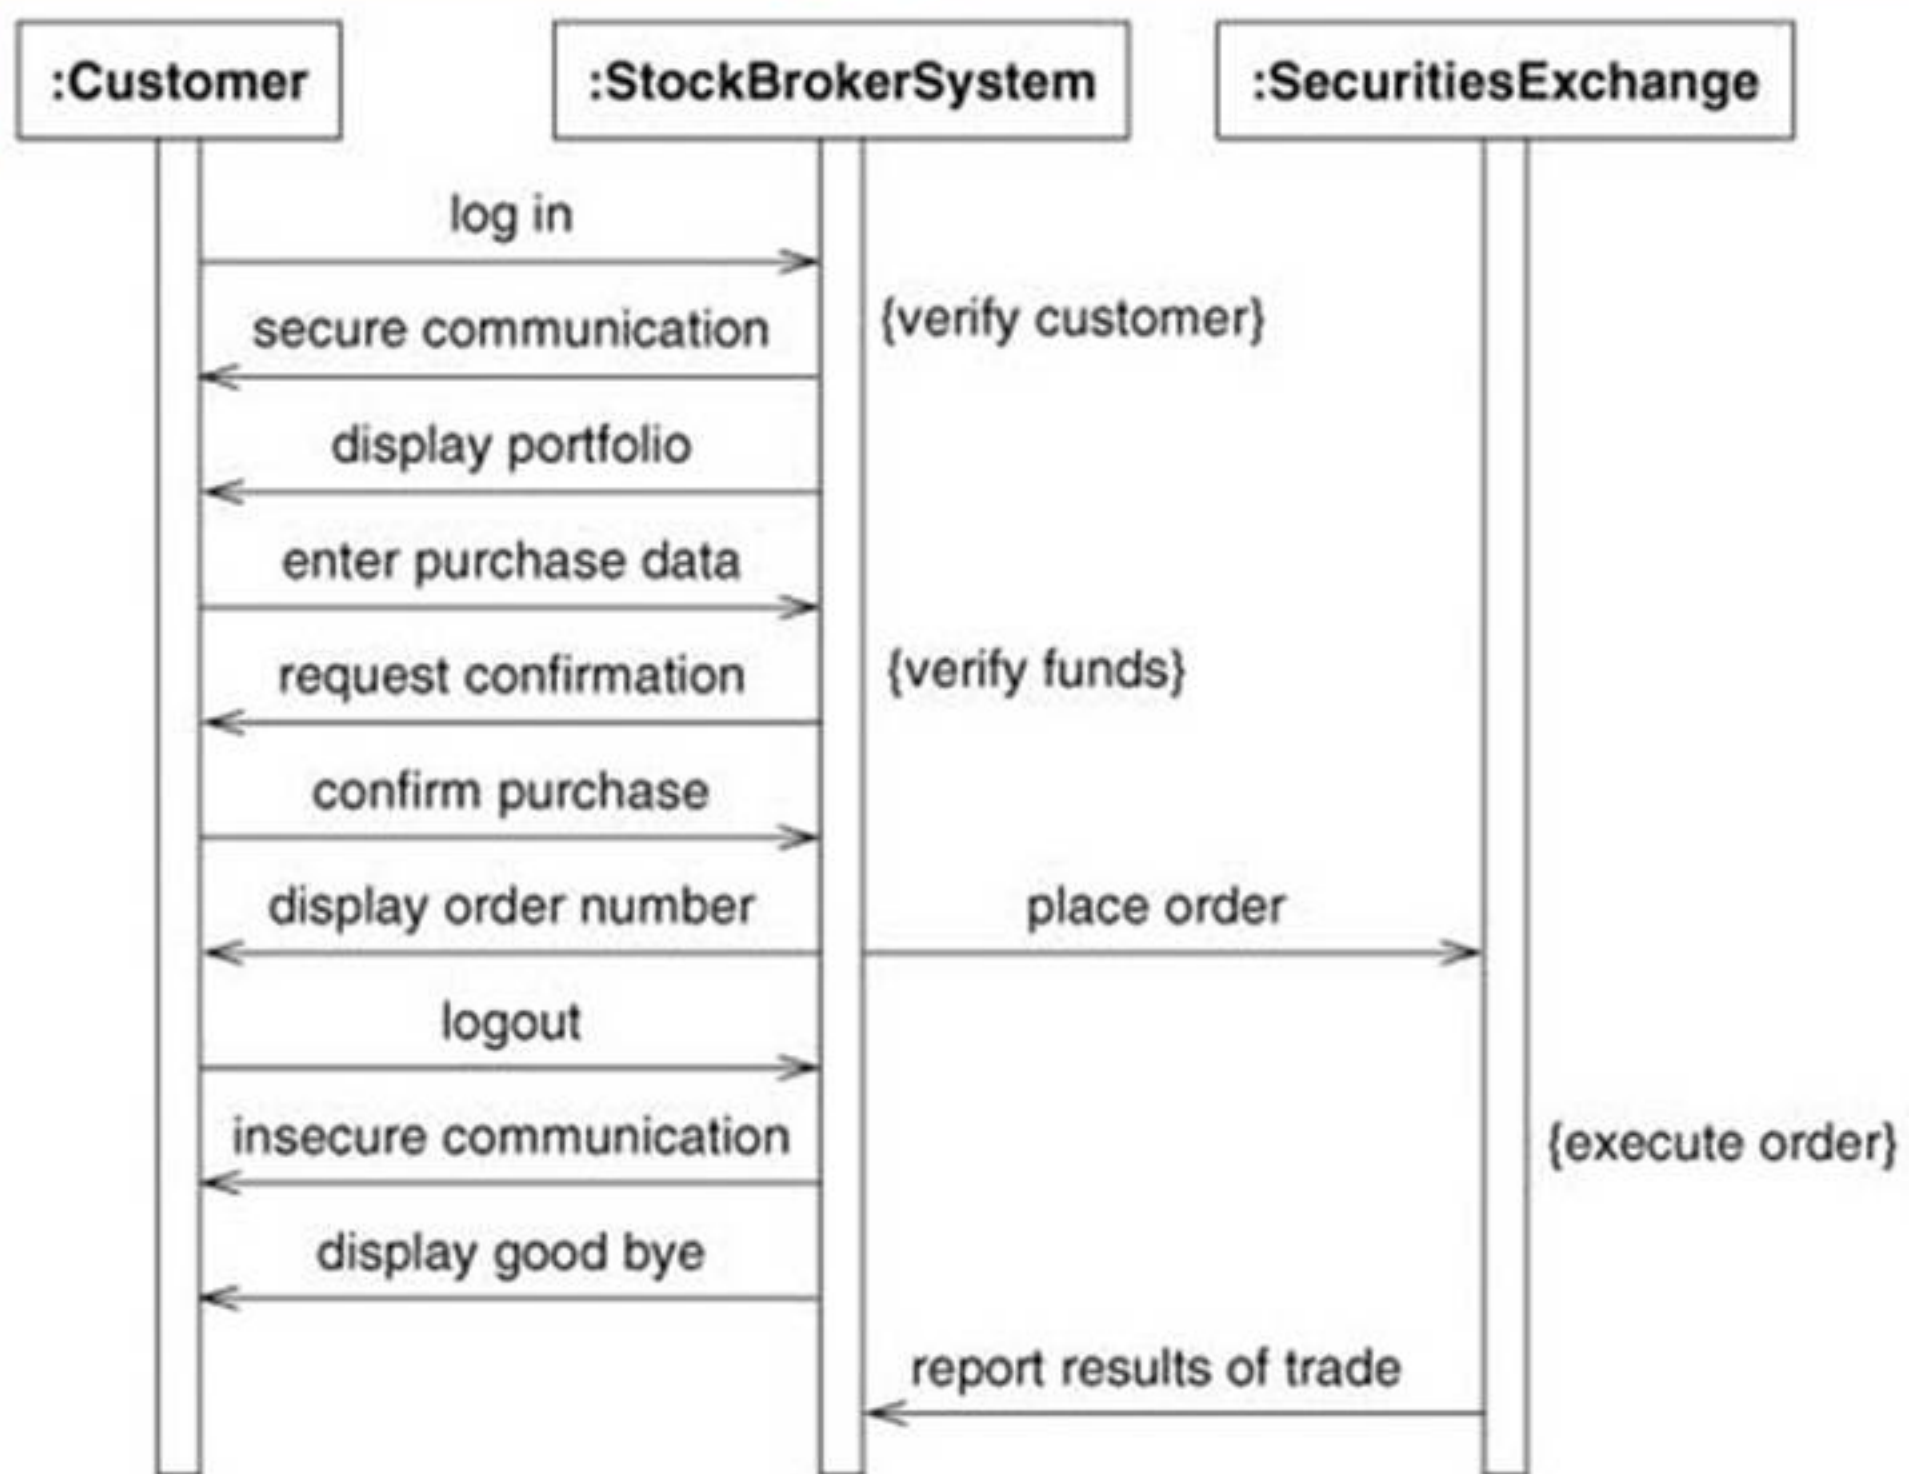 :Customer
:StockBrokerSystem
:SecuritiesExchange
log in
secure communication
{verify customer}
display portfolio
enter purchase data
request confirmation
{verify funds}
confirm purchase
display order number
place order
logout
insecure communication
{execute order}
display good bye
report results of trade